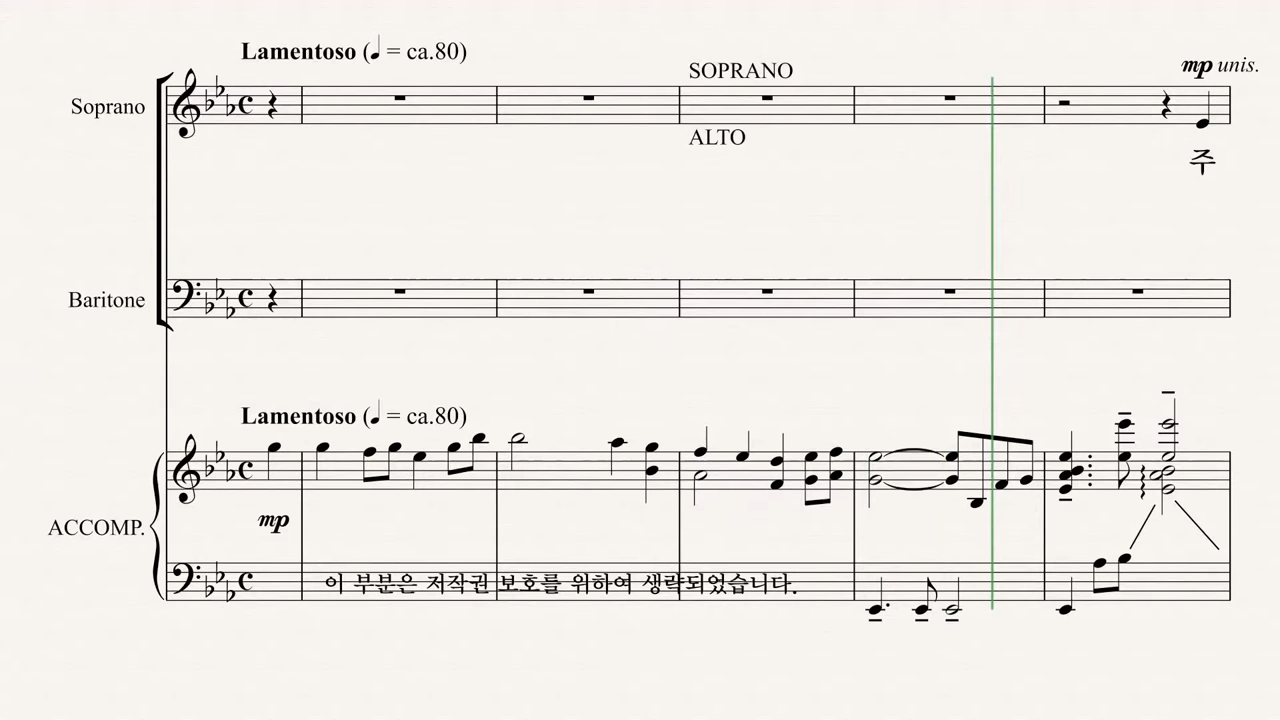 Lamentoso (♩ = ca.80)
SOPRANO
mp unis.
Soprano
ALTO
주
Baritone
Lamentoso (♩ = ca.80)
mp
ACCOMP.
이 부분은 저작권 보호를 위하여 생략되었습니다.